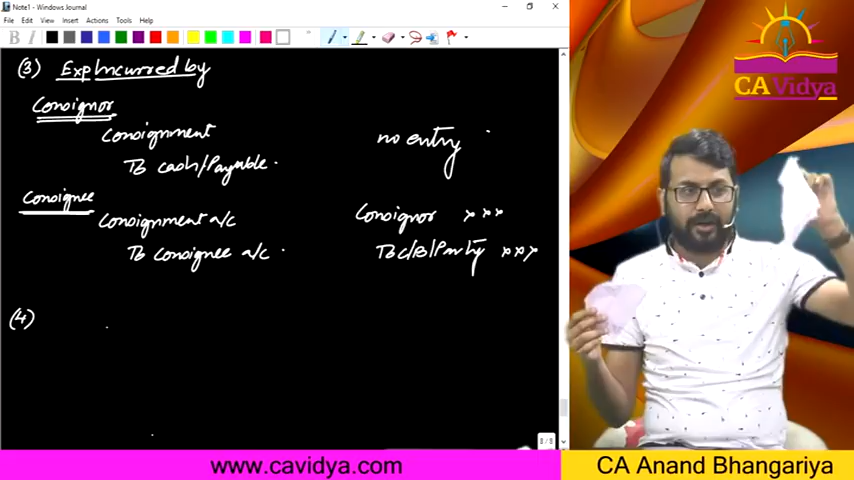 Note1 - Windows Journal
File Edit View Insert Actions Tools Help
B I
(3) Exp Incurred by
Consignor
Consignment
To cash/Payable.
no entry
Consignee
Consignment a/c
To Consignee a/c.
Consignor xxx
To C/B/Party xxx
(4)
8 / 8
CA Vidya
www.cavidya.com
CA Anand Bhangariya